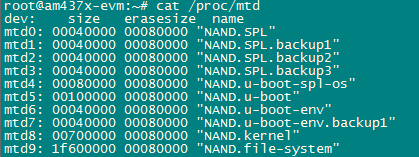 root@am437x-evm:~# cat /proc/mtd
dev:    size   erasesize  name
mtd0: 00040000 00080000 "NAND.SPL"
mtd1: 00040000 00080000 "NAND.SPL.backup1"
mtd2: 00040000 00080000 "NAND.SPL.backup2"
mtd3: 00040000 00080000 "NAND.SPL.backup3"
mtd4: 00080000 00080000 "NAND.u-boot-spl-os"
mtd5: 00100000 00080000 "NAND.u-boot"
mtd6: 00040000 00080000 "NAND.u-boot-env"
mtd7: 00040000 00080000 "NAND.u-boot-env.backup1"
mtd8: 00700000 00080000 "NAND.kernel"
mtd9: 1f600000 00080000 "NAND.file-system"